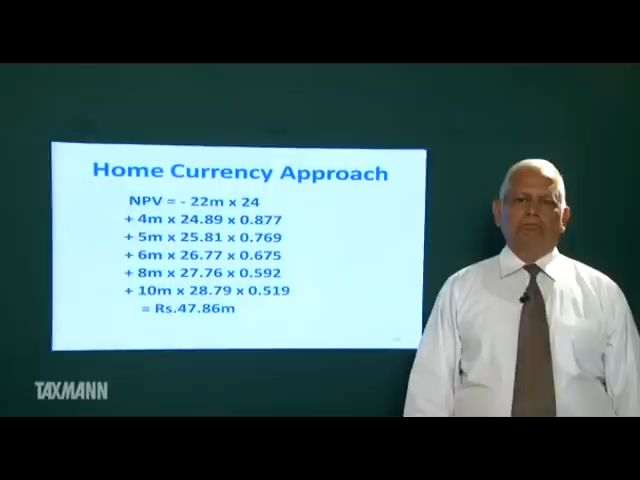 Home Currency Approach
NPV = - 22m x 24
+ 4m x 24.89 x 0.877
+ 5m x 25.81 x 0.769
+ 6m x 26.77 x 0.675
+ 8m x 27.76 x 0.592
+ 10m x 28.79 x 0.519
= Rs.47.86m
TAXMANN